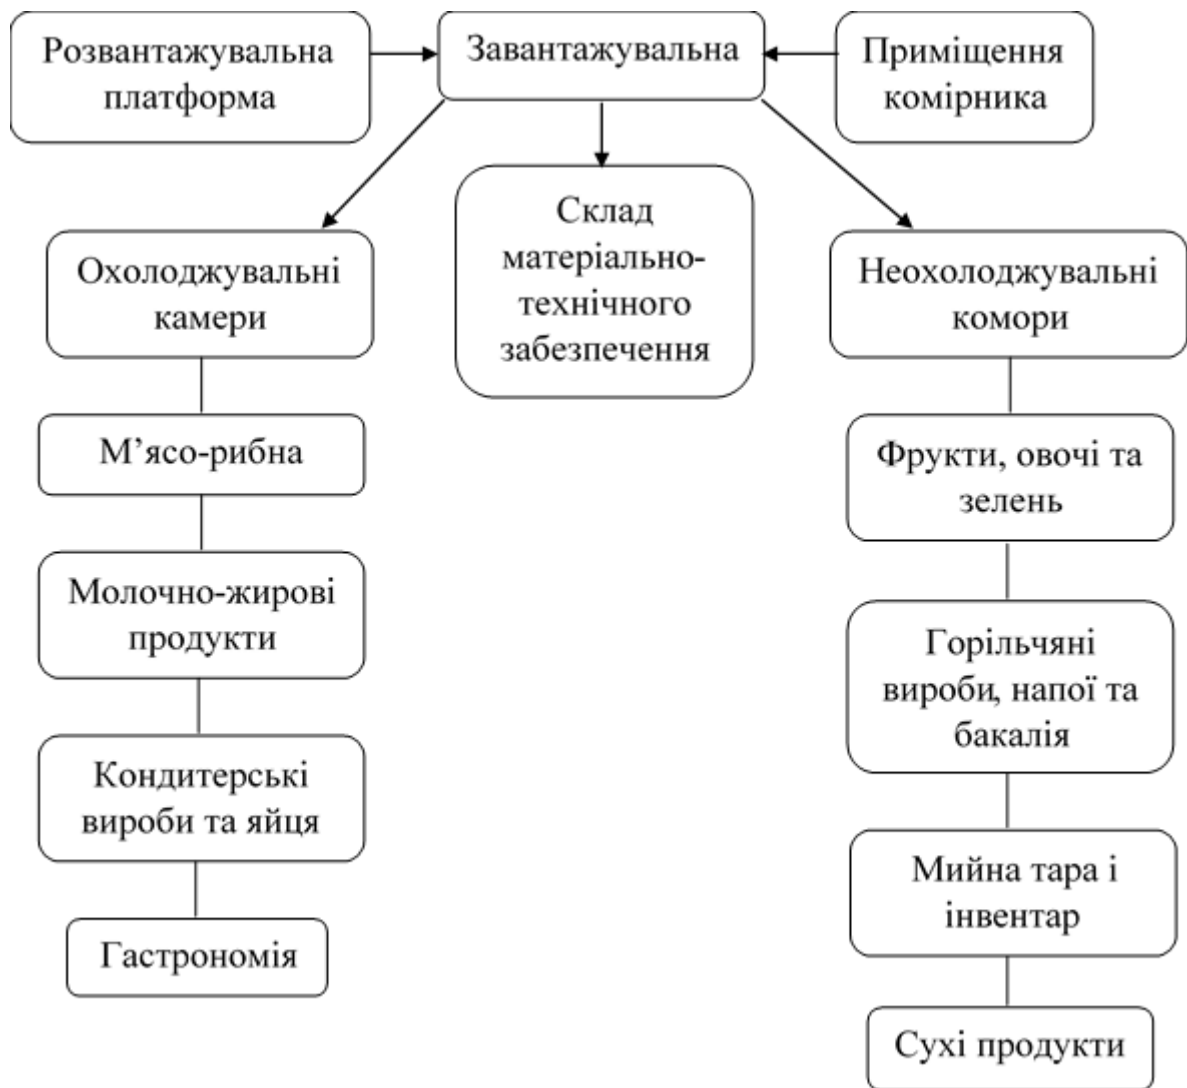 Розвантажувальна
платформа
Завантажувальна
Приміщення
комірника
Склад
матеріально-
технічного
забезпечення
Охолоджувальні
камери
М’ясо-рибна
Молочно-жирові
продукти
Кондитерські
вироби та яйця
Гастрономія
Неохолоджувальні
комори
Фрукти, овочі та
зелень
Горільчяні
вироби, напої та
бакалія
Мийна тара і
інвентар
Сухі продукти